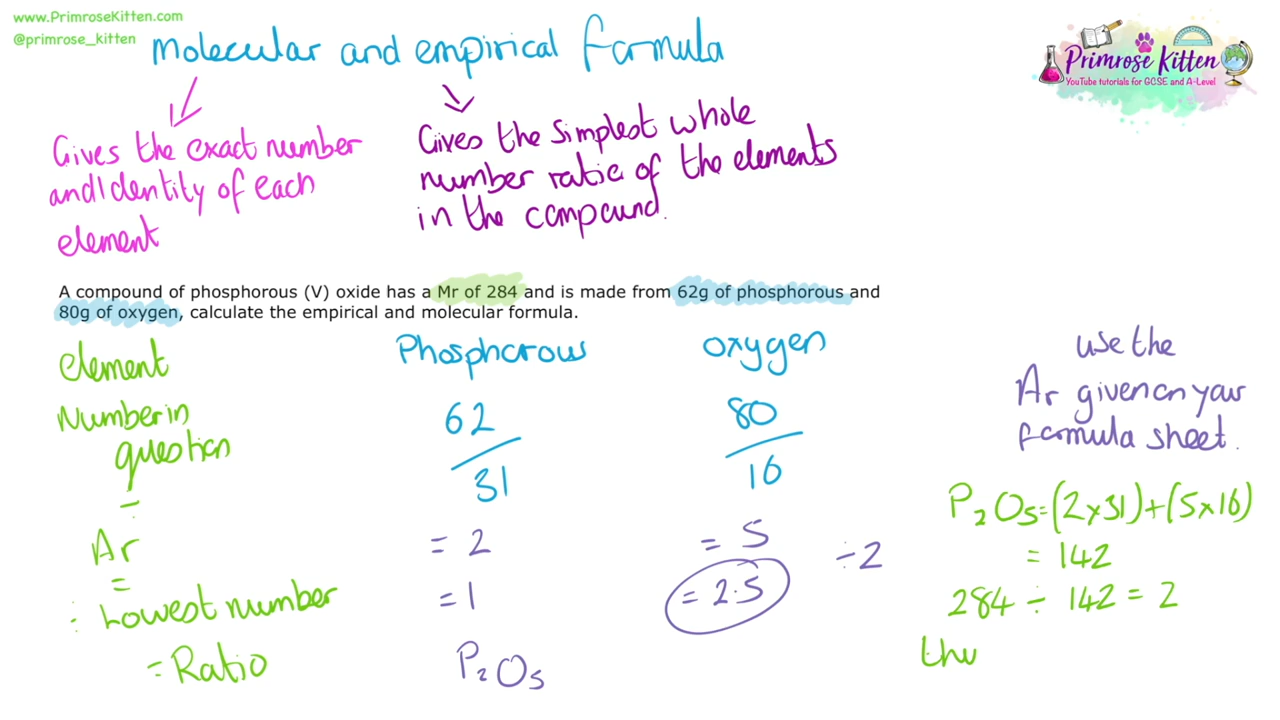 www.PrimroseKitten.com
@primrose_kitten
Molecular and empirical formula
Primrose Kitten
YouTube tutorials for GCSE and A-Level
Gives the exact number
and identity of each
element
Gives the simplest whole
number ratio of the elements
in the compound.
A compound of phosphorous (V) oxide has a Mr of 284 and is made from 62g of phosphorous and
80g of oxygen, calculate the empirical and molecular formula.
element
Phosphorous
oxygen
Number in
question
62
31
80
16
÷
Ar
= 2
= 5
÷2
=
÷ Lowest number
= 1
= 2.5
= Ratio
P₂O₅
use the
Ar given on your
formula sheet.
P₂O₅ = (2×31)+(5×16)
= 142
284 ÷ 142 = 2
thu